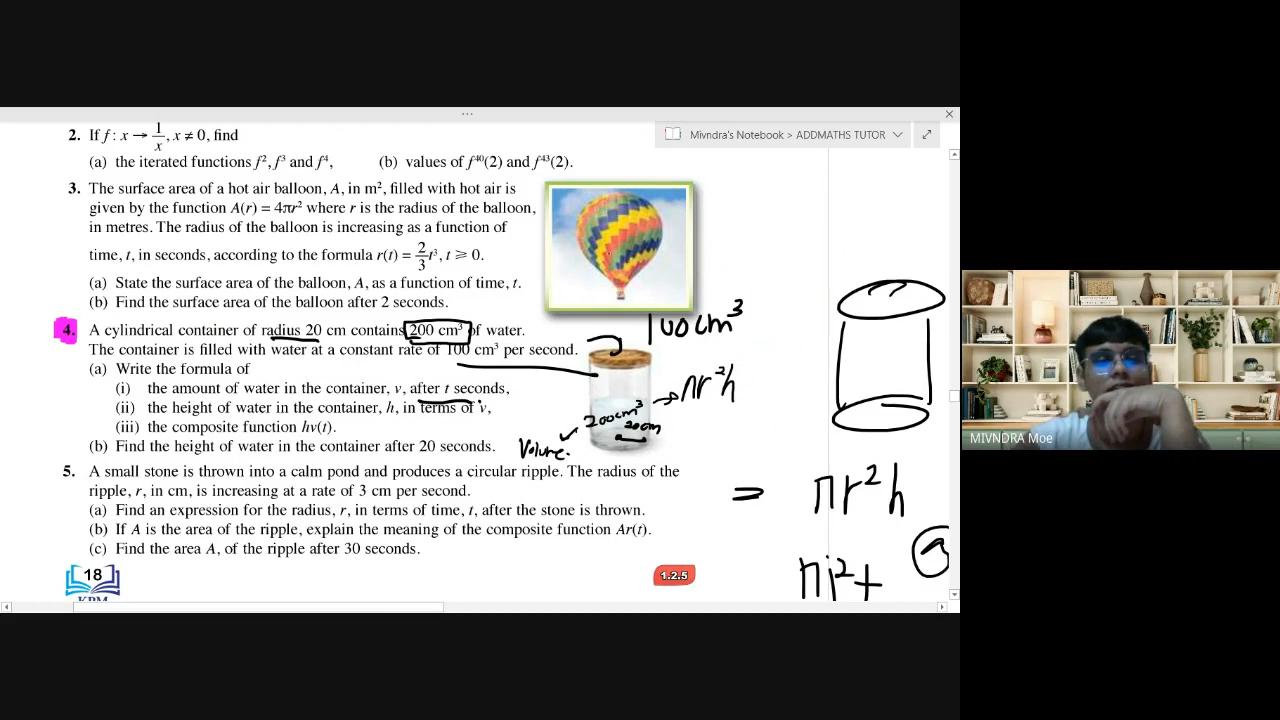 Mivndra's Notebook > ADDMATHS TUTOR
2. If f : x → 1/x, x ≠ 0, find
(a) the iterated functions f², f³ and f⁴, (b) values of f⁴⁰(2) and f⁴³(2).
3. The surface area of a hot air balloon, A, in m², filled with hot air is
given by the function A(r) = 4πr² where r is the radius of the balloon,
in metres. The radius of the balloon is increasing as a function of
time, t, in seconds, according to the formula r(t) = 2/3 t³, t ⩾ 0.
(a) State the surface area of the balloon, A, as a function of time, t.
(b) Find the surface area of the balloon after 2 seconds.
4. A cylindrical container of radius 20 cm contains 200 cm³ of water.
The container is filled with water at a constant rate of 100 cm³ per second.
(a) Write the formula of
(i) the amount of water in the container, v, after t seconds,
(ii) the height of water in the container, h, in terms of v,
(iii) the composite function hv(t).
(b) Find the height of water in the container after 20 seconds.
100 cm³
πr²h
200cm³
20cm
Volume.
5. A small stone is thrown into a calm pond and produces a circular ripple. The radius of the
ripple, r, in cm, is increasing at a rate of 3 cm per second.
(a) Find an expression for the radius, r, in terms of time, t, after the stone is thrown.
(b) If A is the area of the ripple, explain the meaning of the composite function Ar(t).
(c) Find the area A, of the ripple after 30 seconds.
= πr²h
πr²+
18
KPM
1.2.5
MIVNDRA Moe